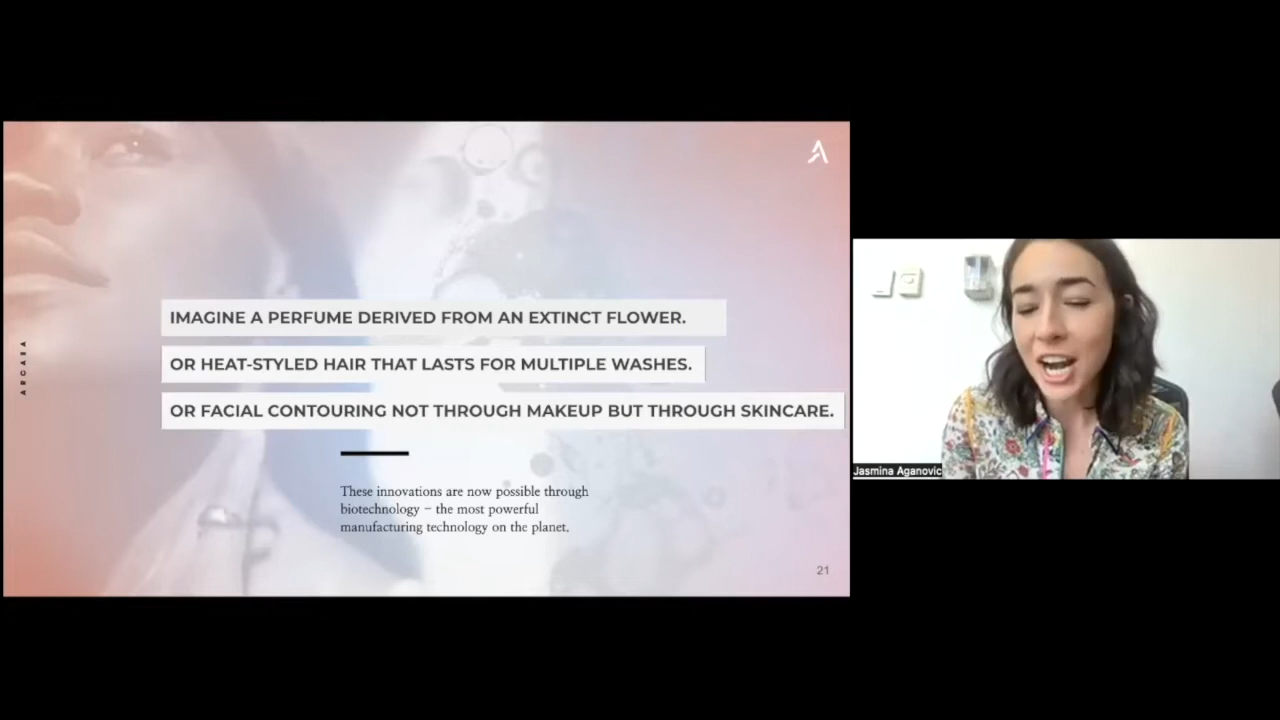 IMAGINE A PERFUME DERIVED FROM AN EXTINCT FLOWER.
OR HEAT-STYLED HAIR THAT LASTS FOR MULTIPLE WASHES.
OR FACIAL CONTOURING NOT THROUGH MAKEUP BUT THROUGH SKINCARE.
ARCAEA
These innovations are now possible through
biotechnology – the most powerful
manufacturing technology on the planet.
21
Jasmina Aganovic